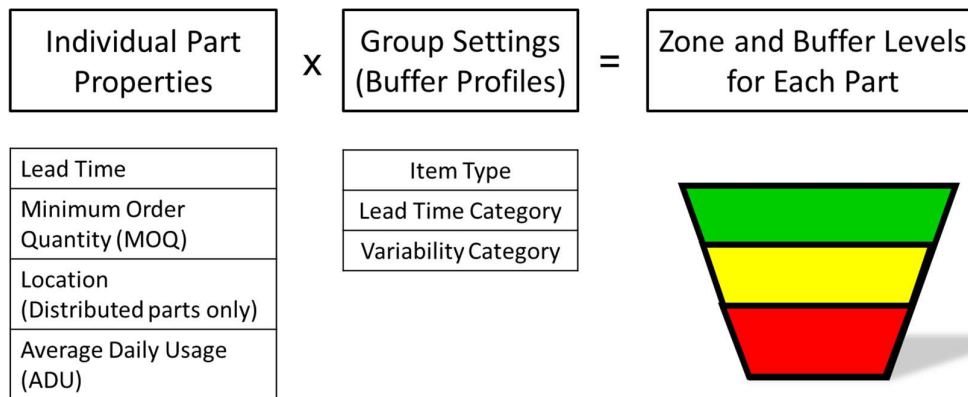 Individual Part
Properties
x
Group Settings
(Buffer Profiles)
=
Zone and Buffer Levels
for Each Part
Lead Time
Minimum Order
Quantity (MOQ)
Location
(Distributed parts only)
Average Daily Usage
(ADU)
Item Type
Lead Time Category
Variability Category